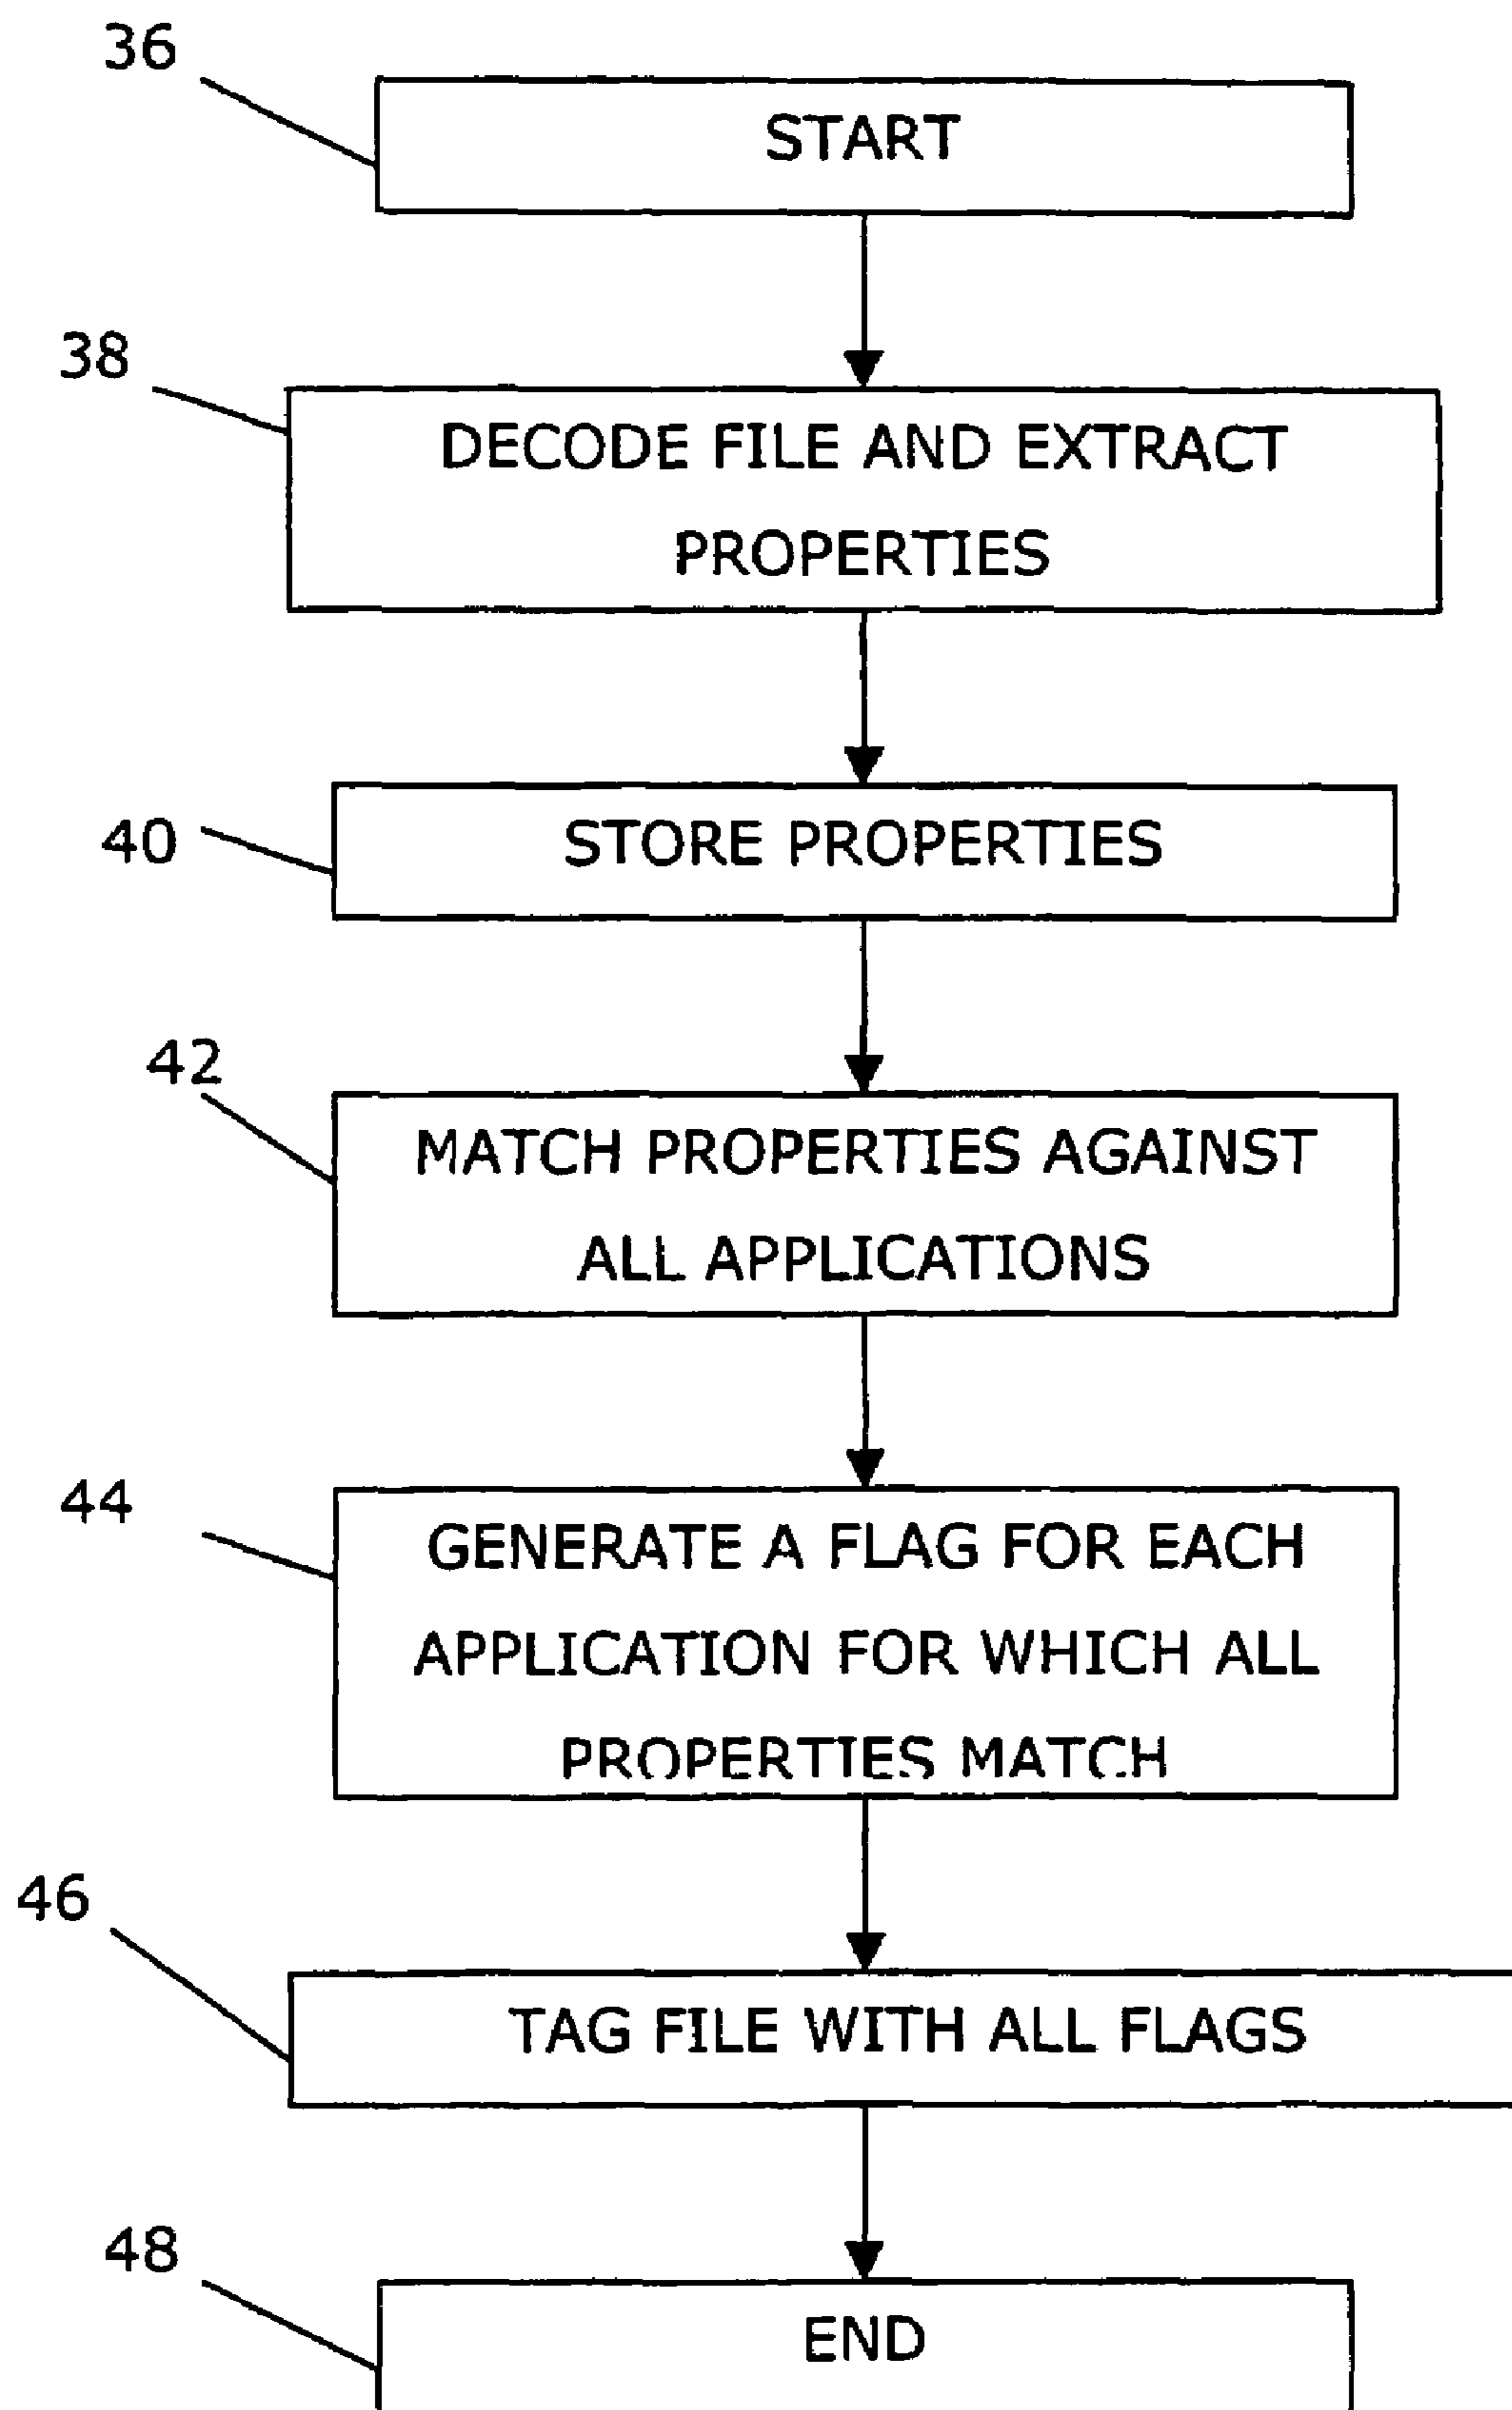 36
START
38
DECODE FILE AND EXTRACT
PROPERTIES
40
STORE PROPERTIES
42
MATCH PROPERTIES AGAINST
ALL APPLICATIONS
44
GENERATE A FLAG FOR EACH
APPLICATION FOR WHICH ALL
PROPERTIES MATCH
46
TAG FILE WITH ALL FLAGS
48
END